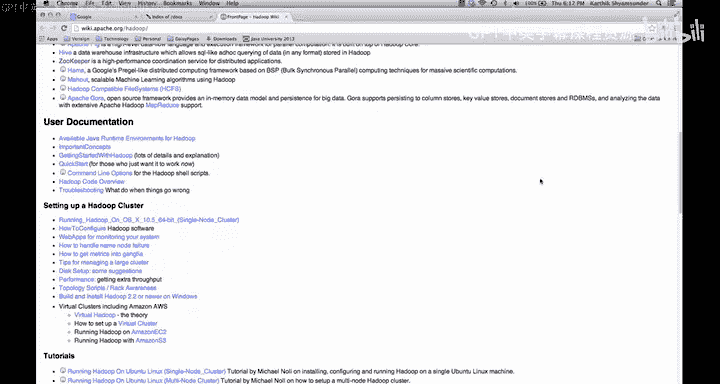 Chrome File Edit View History Bookmarks Window Help
100% Thu 6:12 PM Karthik Shyamsunder
Google
Index of /docs
FrontPage - Hadoop Wiki
wiki.apache.org/hadoop/
Apps Verisign Technology Personal Dictionary Downloads Java University 2013
Hive a data warehouse infrastructure which allows sql-like adhoc querying of data (in any format) stored in Hadoop
ZooKeeper is a high-performance coordination service for distributed applications.
Hama, a Google's Pregel-like distributed computing framework based on BSP (Bulk Synchronous Parallel) computing techniques for massive scientific computations.
Mahout, scalable Machine Learning algorithms using Hadoop
Hadoop Compatible FileSystems (HCFS)
Apache Gora, open source framework provides an in-memory data model and persistence for big data. Gora supports persisting to column stores, key value stores, document stores and RDBMSs, and analyzing the data
with extensive Apache Hadoop MapReduce support.
User Documentation
Available Java Runtime Environments for Hadoop
ImportantConcepts
GettingStartedWithHadoop (lots of details and explanation)
QuickStart (for those who just want it to work now)
Command Line Options for the Hadoop shell scripts.
Hadoop Code Overview
Troubleshooting What do when things go wrong
Setting up a Hadoop Cluster
Running_Hadoop_On_OS_X_10.5_64-bit_(Single-Node_Cluster)
HowToConfigure Hadoop software
WebApps for monitoring your system
How to handle name node failure
How to get metrics into ganglia
Tips for managing a large cluster
Disk Setup: some suggestions
Performance: getting extra throughput
Topology Scripts / Rack Awareness
Build and Install Hadoop 2.2 or newer on Windows
Virtual Clusters including Amazon AWS
Virtual Hadoop - the theory
How to set up a Virtual Cluster
Running Hadoop on AmazonEC2
Running Hadoop with AmazonS3
Tutorials
Running Hadoop On Ubuntu Linux (Single-Node Cluster) Tutorial by Michael Noll on installing, configuring and running Hadoop on a single Ubuntu Linux machine.
Running Hadoop On Ubuntu Linux (Multi-Node Cluster) Tutorial by Michael Noll on how to setup a multi-node Hadoop cluster.